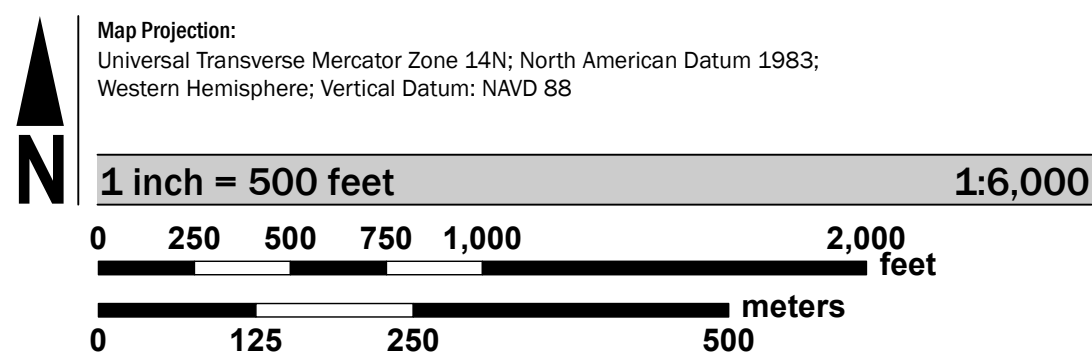 Map Projection:
Universal Transverse Mercator Zone 14N; North American Datum 1983;
Western Hemisphere; Vertical Datum: NAVD 88
N
1 inch = 500 feet 1:6,000
0 250 500 750 1,000 2,000
feet
meters
0 125 250 500